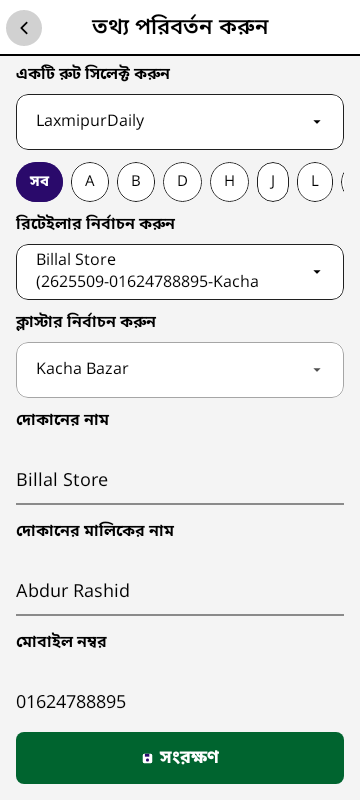 তথ্য পরিবর্তন করুন
একটি রুট সিলেক্ট করুন
LaxmipurDaily
সব A B D H J L
রিটেইলার নির্বাচন করুন
Billal Store
(2625509-01624788895-Kacha
ক্লাস্টার নির্বাচন করুন
Kacha Bazar
দোকানের নাম
Billal Store
দোকানের মালিকের নাম
Abdur Rashid
মোবাইল নম্বর
01624788895
সংরক্ষণ